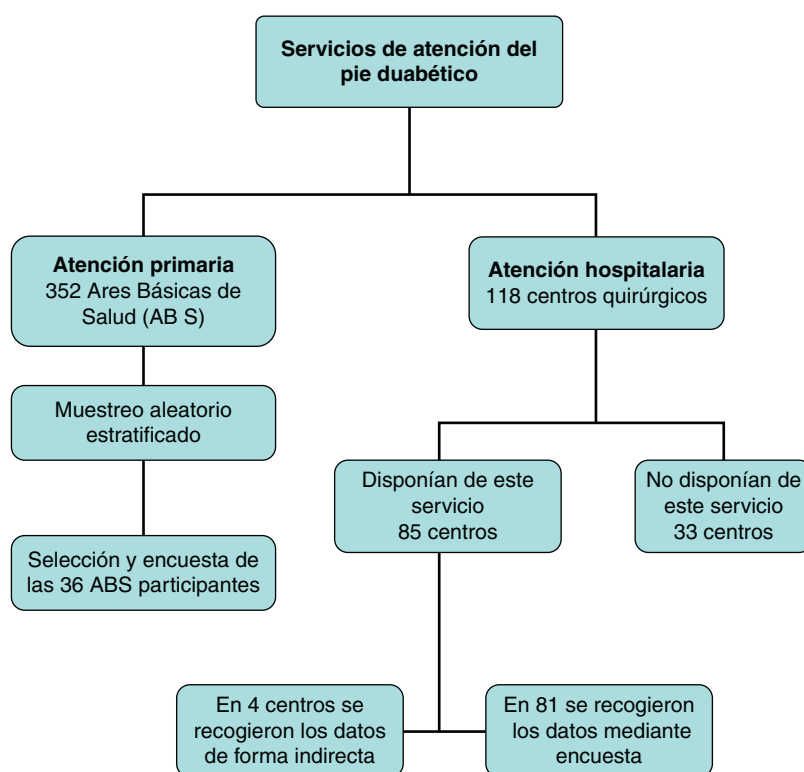 Servicios de atención del
pie duabético
Atención primaria
352 Ares Básicas de
Salud (AB S)
Atención hospitalaria
118 centros quirúrgicos
Muestreo aleatorio
estratificado
Disponían de este
servicio
85 centros
No disponían de
este servicio
33 centros
Selección y encuesta de
las 36 ABS participantes
En 4 centros se
recogieron los datos
de forma indirecta
En 81 se recogieron
los datos mediante
encuesta